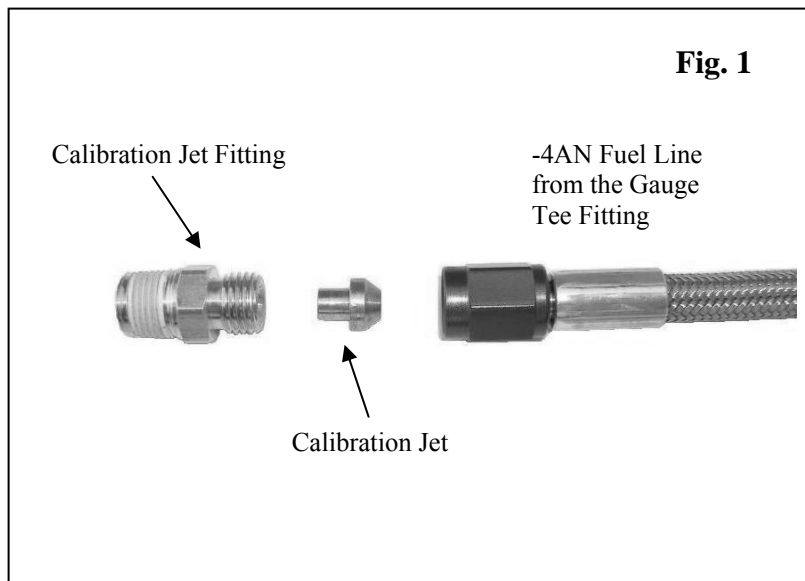 Fig. 1
Calibration Jet Fitting
-4AN Fuel Line
from the Gauge
Tee Fitting
Calibration Jet